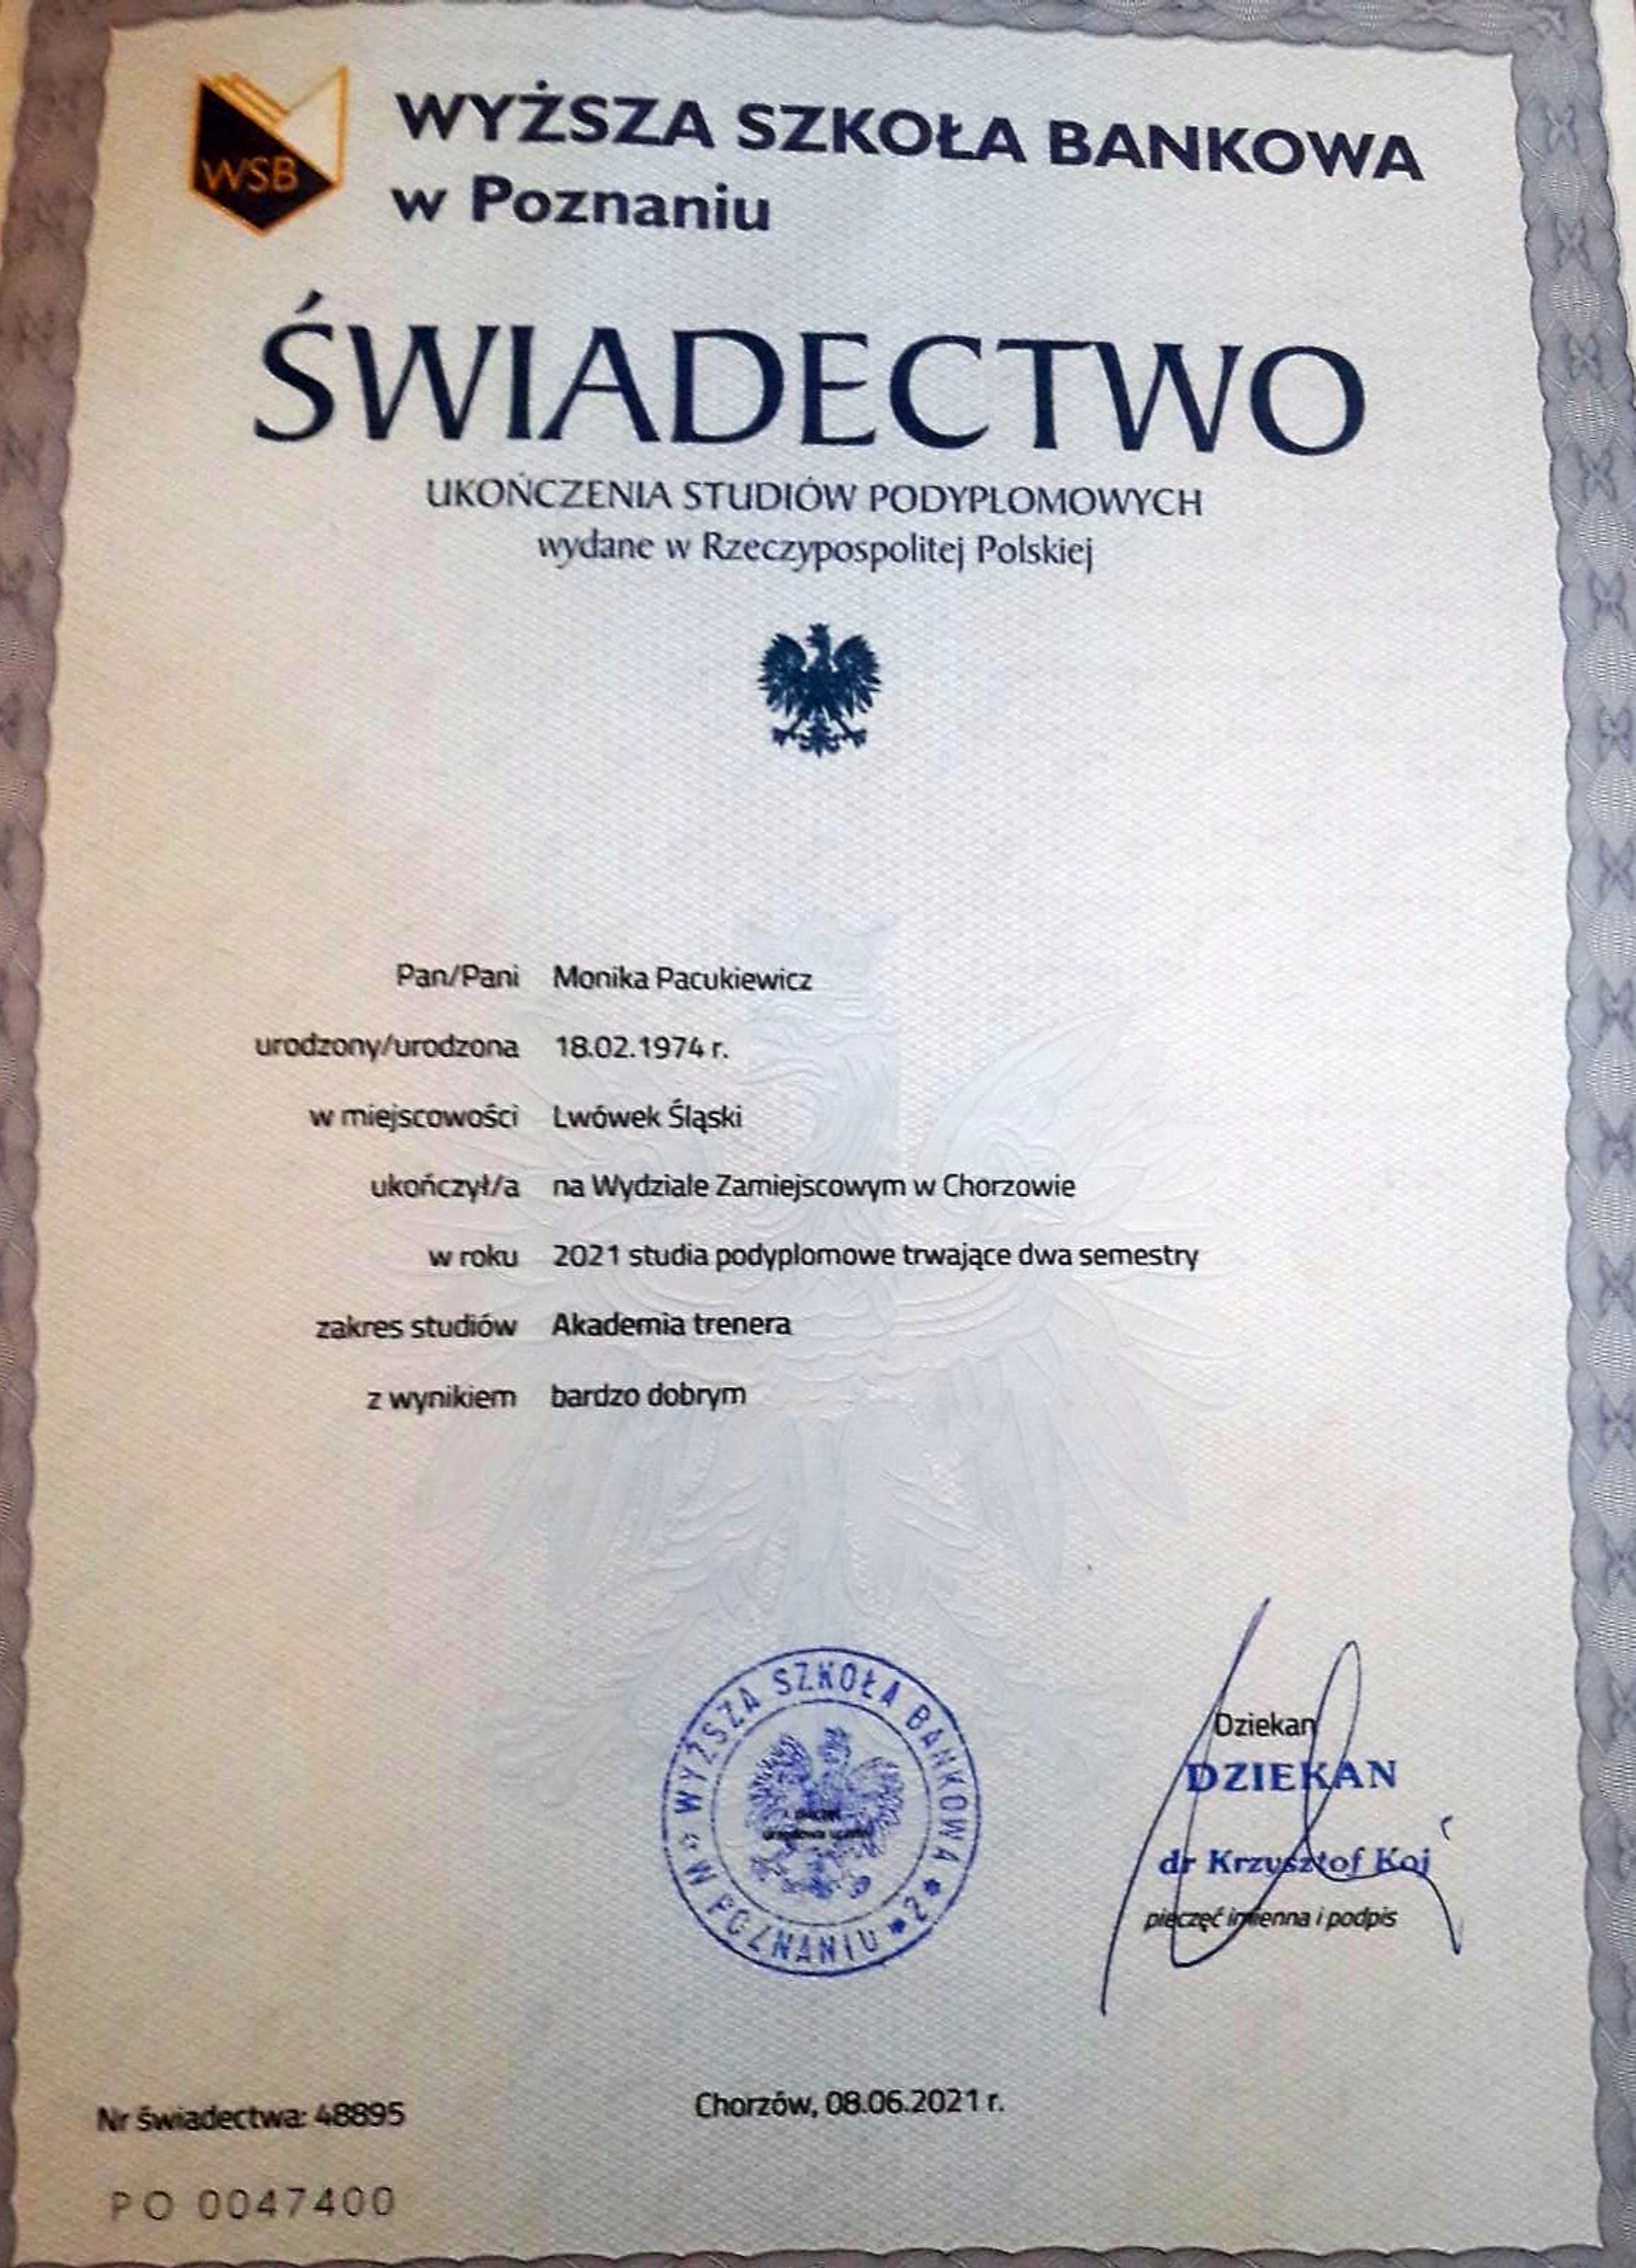 WSB
WYŻSZA SZKOŁA BANKOWA
w Poznaniu
ŚWIADECTWO
UKOŃCZENIA STUDIÓW PODYPLOMOWYCH
wydane w Rzeczypospolitej Polskiej
Pan/Pani Monika Pacukiewicz
urodzony/urodzona 18.02.1974 r.
w miejscowości Lwówek Śląski
ukończył/a na Wydziale Zamiejscowym w Chorzowie
w roku 2021 studia podyplomowe trwające dwa semestry
zakres studiów Akademia trenera
z wynikiem bardzo dobrym
WYŻSZA SZKOŁA BANKOWA * 2 * W POZNANIU
Dziekan
DZIEKAN
dr Krzysztof Koj
pieczęć imienna i podpis
Nr świadectwa: 48895
Chorzów, 08.06.2021 r.
PO 0047400